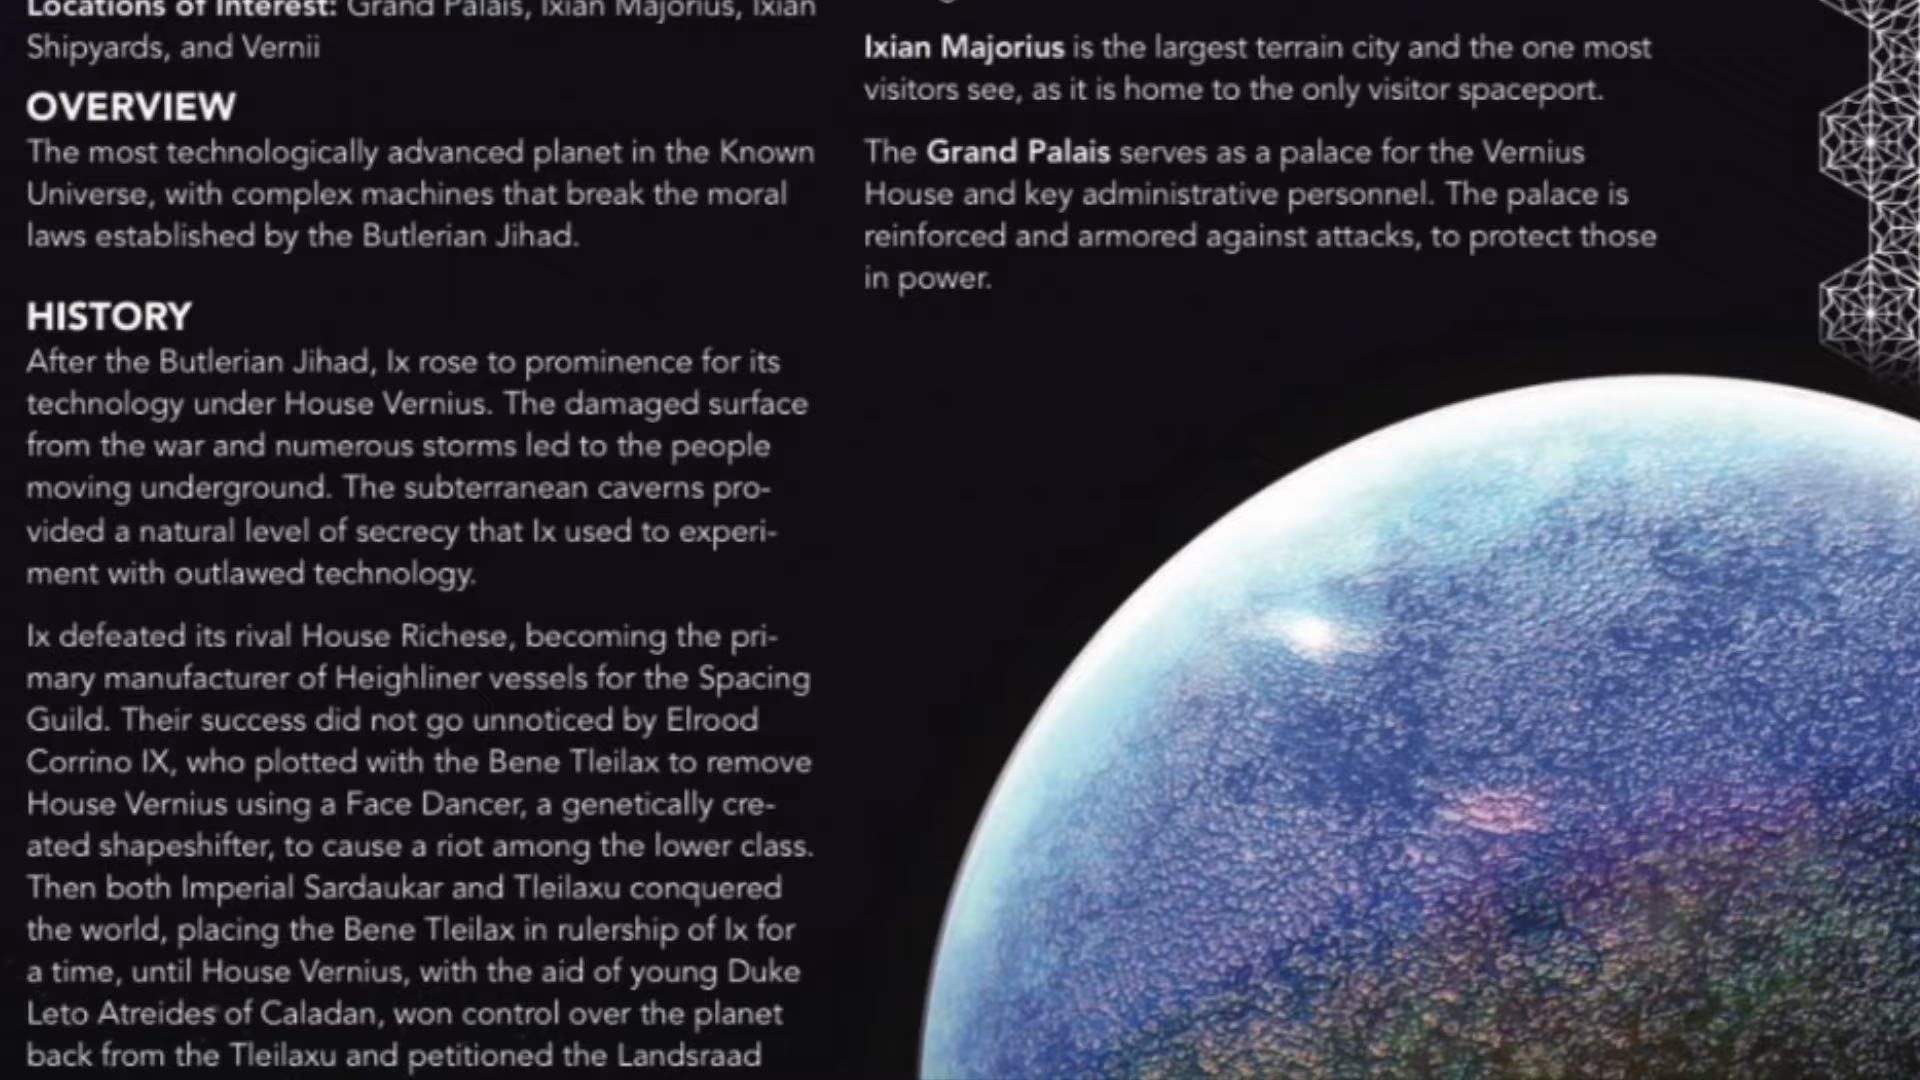 Locations of Interest: Grand Palais, Ixian Majorius, Ixian
Shipyards, and Vernii
OVERVIEW
The most technologically advanced planet in the Known
Universe, with complex machines that break the moral
laws established by the Butlerian Jihad.
HISTORY
After the Butlerian Jihad, Ix rose to prominence for its
technology under House Vernius. The damaged surface
from the war and numerous storms led to the people
moving underground. The subterranean caverns pro-
vided a natural level of secrecy that Ix used to experi-
ment with outlawed technology.
Ix defeated its rival House Richese, becoming the pri-
mary manufacturer of Heighliner vessels for the Spacing
Guild. Their success did not go unnoticed by Elrood
Corrino IX, who plotted with the Bene Tleilax to remove
House Vernius using a Face Dancer, a genetically cre-
ated shapeshifter, to cause a riot among the lower class.
Then both Imperial Sardaukar and Tleilaxu conquered
the world, placing the Bene Tleilax in rulership of Ix for
a time, until House Vernius, with the aid of young Duke
Leto Atreides of Caladan, won control over the planet
back from the Tleilaxu and petitioned the Landsraad
Ixian Majorius is the largest terrain city and the one most
visitors see, as it is home to the only visitor spaceport.
The Grand Palais serves as a palace for the Vernius
House and key administrative personnel. The palace is
reinforced and armored against attacks, to protect those
in power.